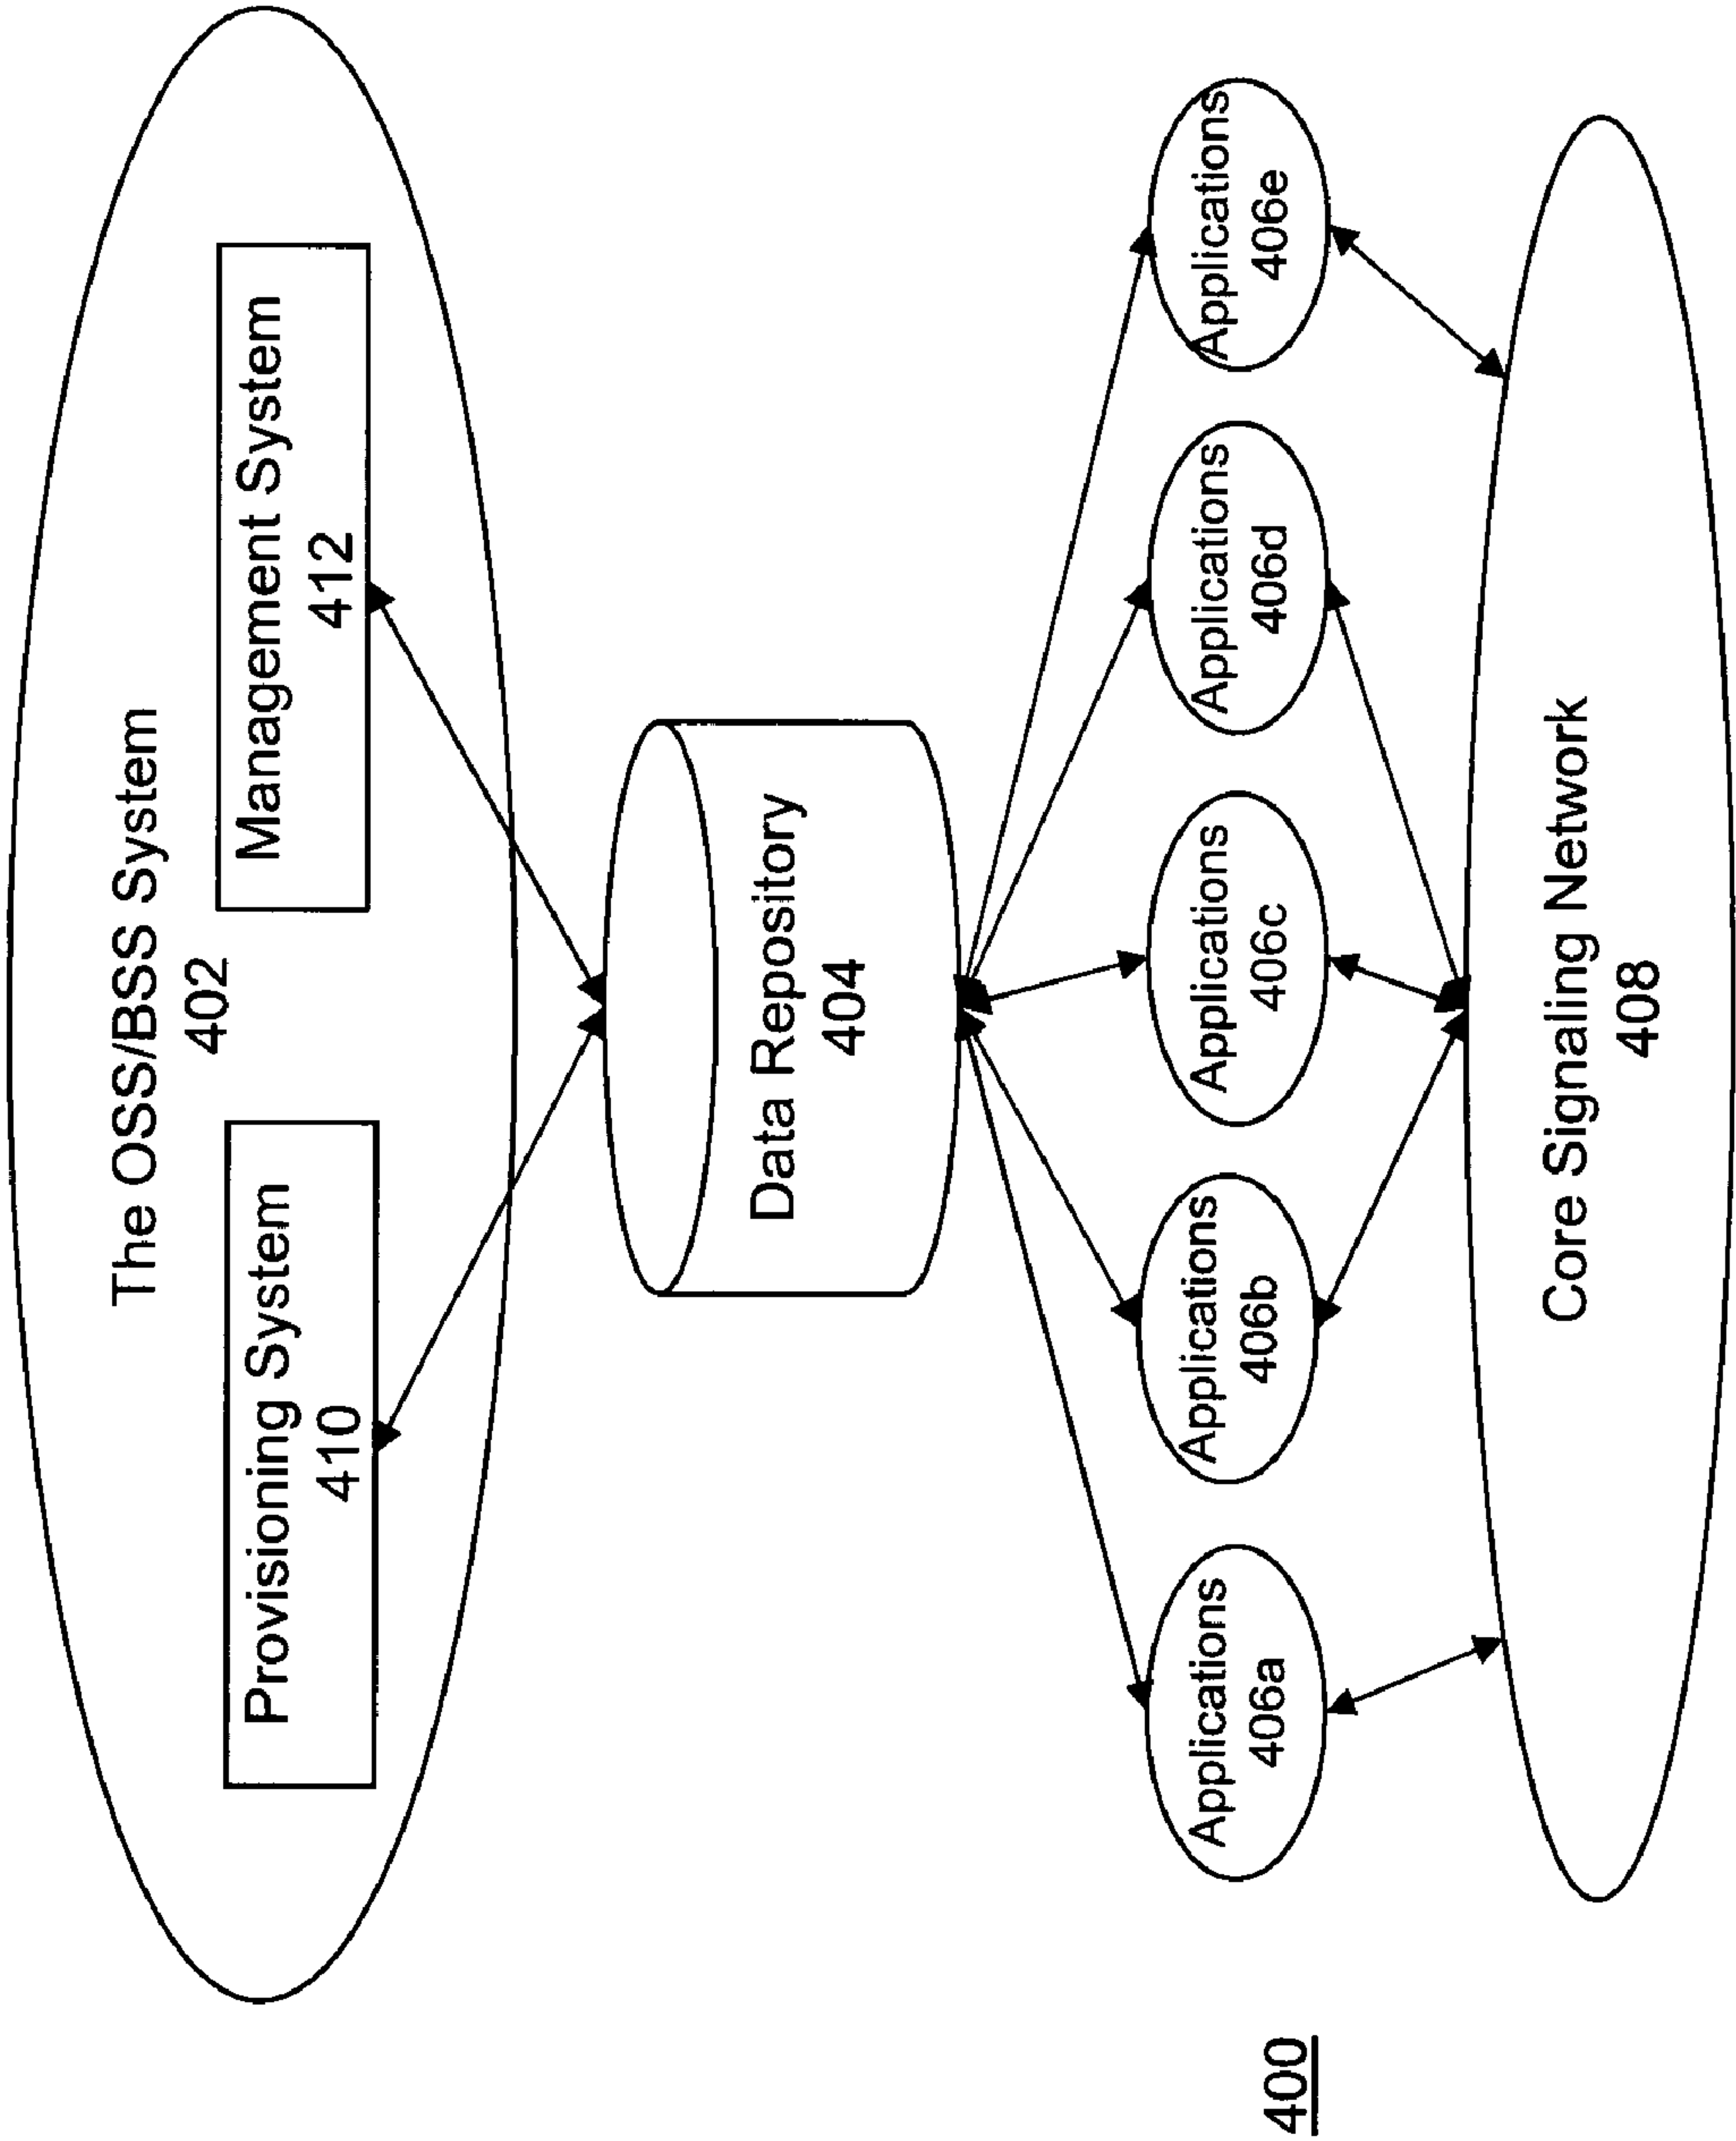 The OSS/BSS System
402
Provisioning System
410
Management System
412
Data Repository
404
Applications
406a
Applications
406b
Applications
406c
Applications
406d
Applications
406e
Core Signaling Network
408
400